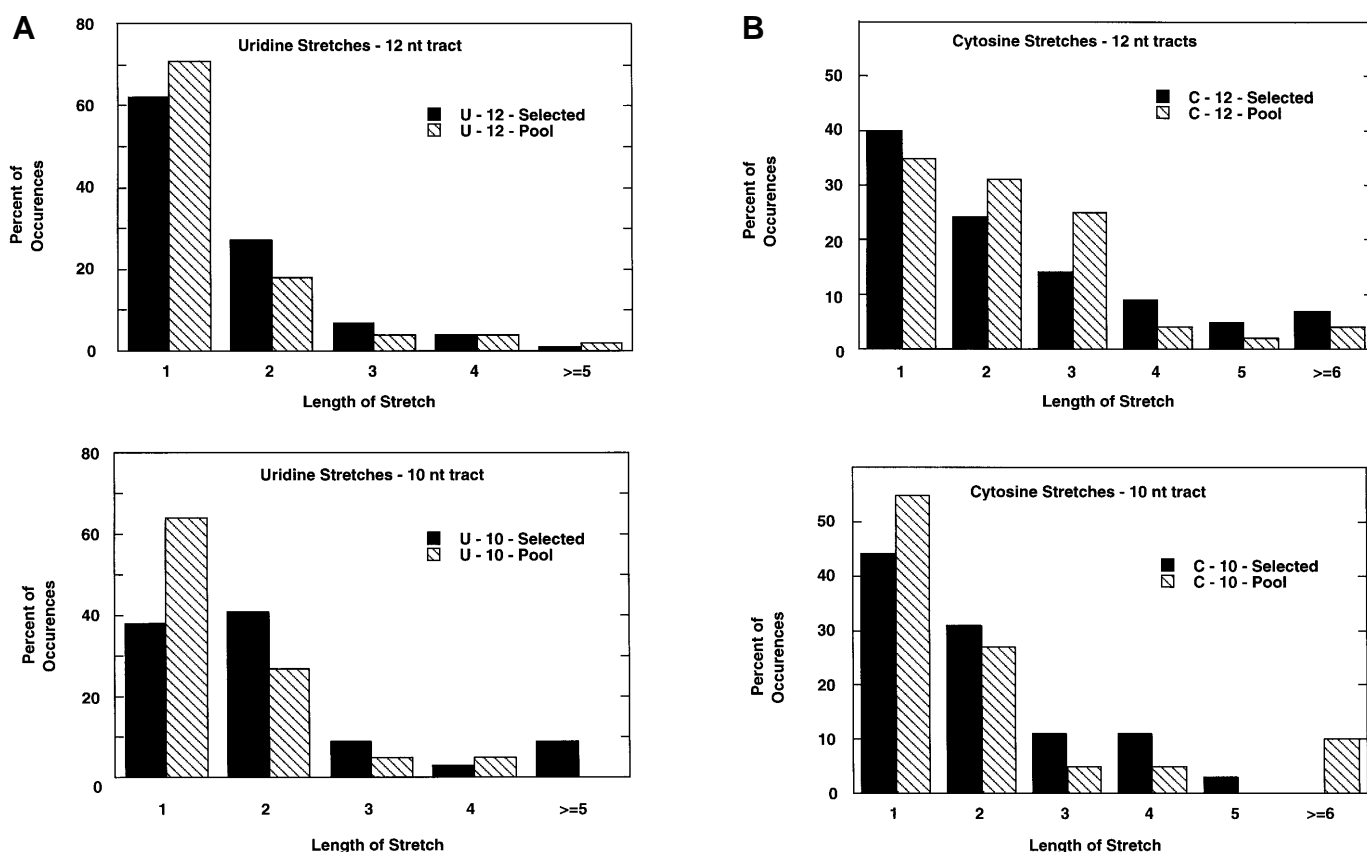 A
Uridine Stretches - 12 nt tract
U - 12 - Selected
U - 12 - Pool
Percent of
Occurences
80
60
40
20
0
1 2 3 4 >=5
Length of Stretch
B
Cytosine Stretches - 12 nt tracts
C - 12 - Selected
C - 12 - Pool
Percent of
Occurences
50
40
30
20
10
0
1 2 3 4 5 >=6
Length of Stretch
Uridine Stretches - 10 nt tract
U - 10 - Selected
U - 10 - Pool
Percent of
Occurences
80
60
40
20
0
1 2 3 4 >=5
Length of Stretch
Cytosine Stretches - 10 nt tract
C - 10 - Selected
C - 10 - Pool
Percent of
Occurences
50
40
30
20
10
0
1 2 3 4 5 >=6
Length of Stretch